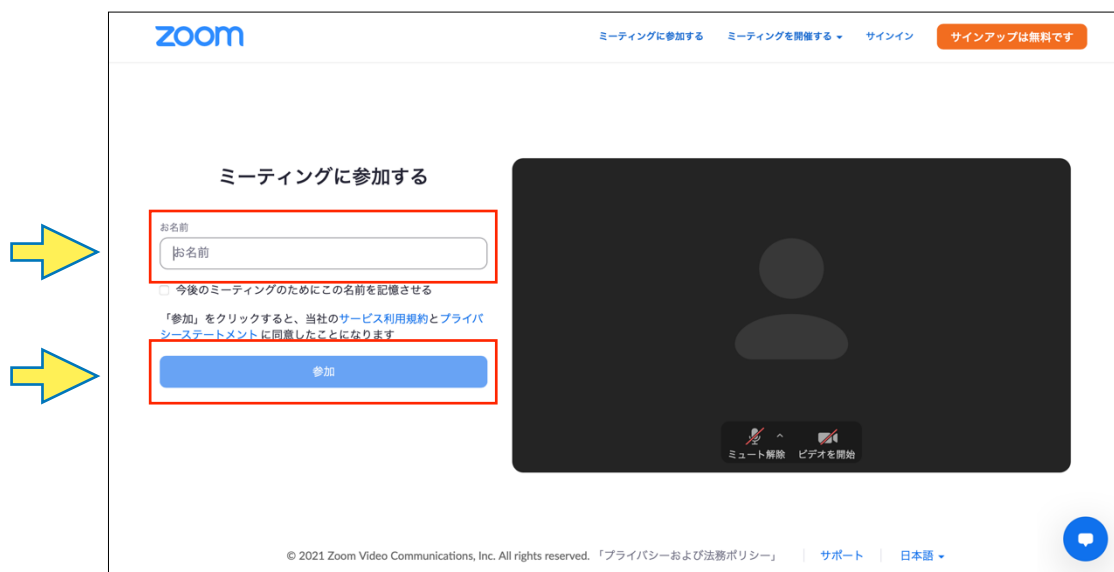 zoom
ミーティングに参加する
ミーティングを開催する
サインイン
サインアップは無料です
ミーティングに参加する
お名前
お名前
今後のミーティングのためにこの名前を記憶させる
「参加」をクリックすると、当社のサービス利用規約とプライバ
シーステートメント に同意したことになります
参加
ミュート解除
ビデオを開始
© 2021 Zoom Video Communications, Inc. All rights reserved. 「プライバシーおよび法務ポリシー」
サポート
日本語